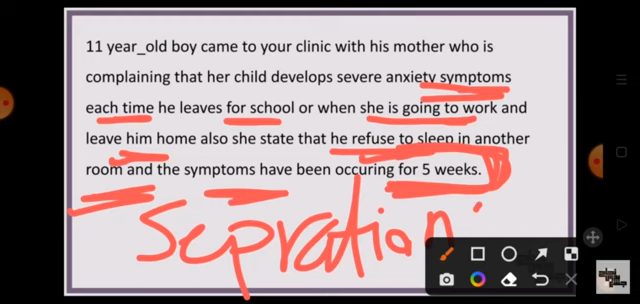 11 year_old boy came to your clinic with his mother who is
complaining that her child develops severe anxiety symptoms
each time he leaves for school or when she is going to work and
leave him home also she state that he refuse to sleep in another
room and the symptoms have been occuring for 5 weeks.
Sepration